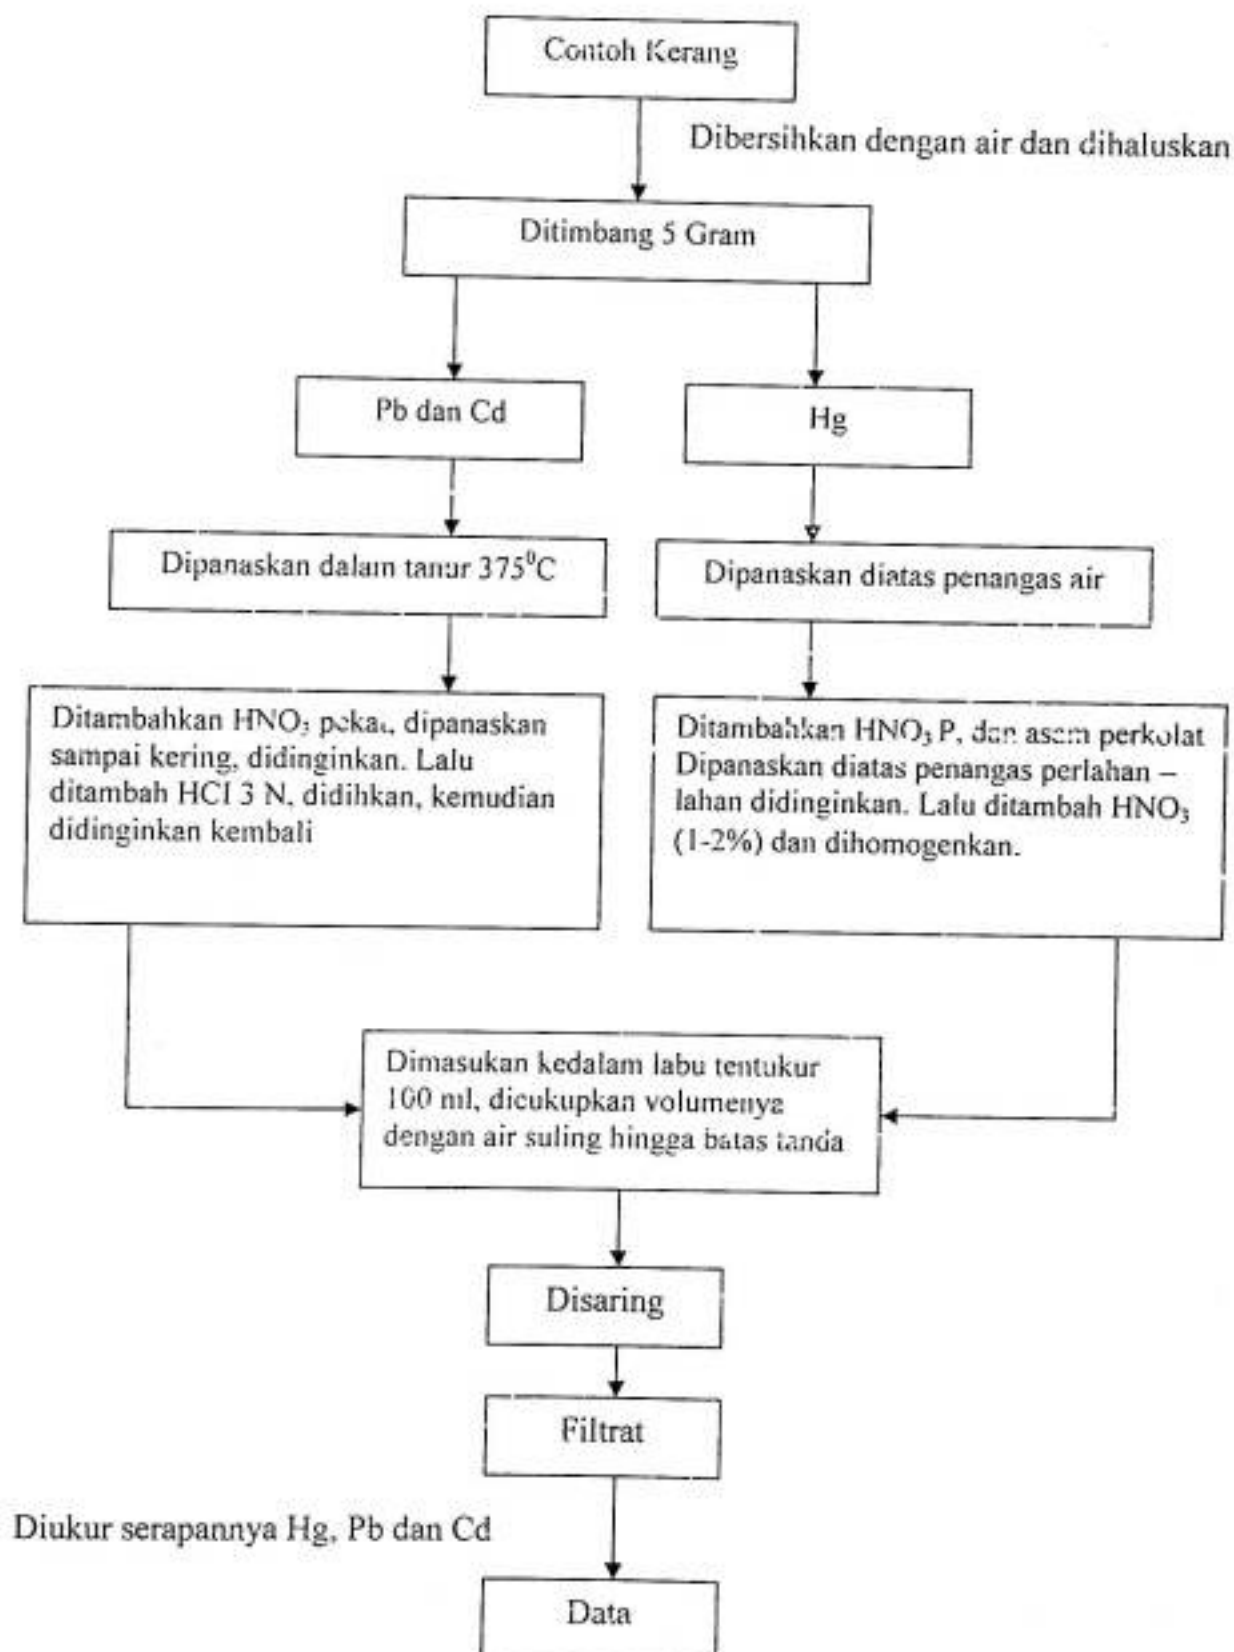 Contoh Kerang
Dibersihkan dengan air dan dihaluskan
Ditimbang 5 Gram
Pb dan Cd
Hg
Dipanaskan dalam tanur 375⁰C
Dipanaskan diatas penangas air
Ditambahkan HNO₃ pekat, dipanaskan
sampai kering, didinginkan. Lalu
ditambah HCl 3 N, didihkan, kemudian
didinginkan kembali
Ditambahkan HNO₃ P, dan asam perkolat
Dipanaskan diatas penangas perlahan –
lahan didinginkan. Lalu ditambah HNO₃
(1-2%) dan dihomogenkan.
Dimasukan kedalam labu tentukur
100 ml, dicukupkan volumenya
dengan air suling hingga batas tanda
Disaring
Filtrat
Diukur serapannya Hg, Pb dan Cd
Data